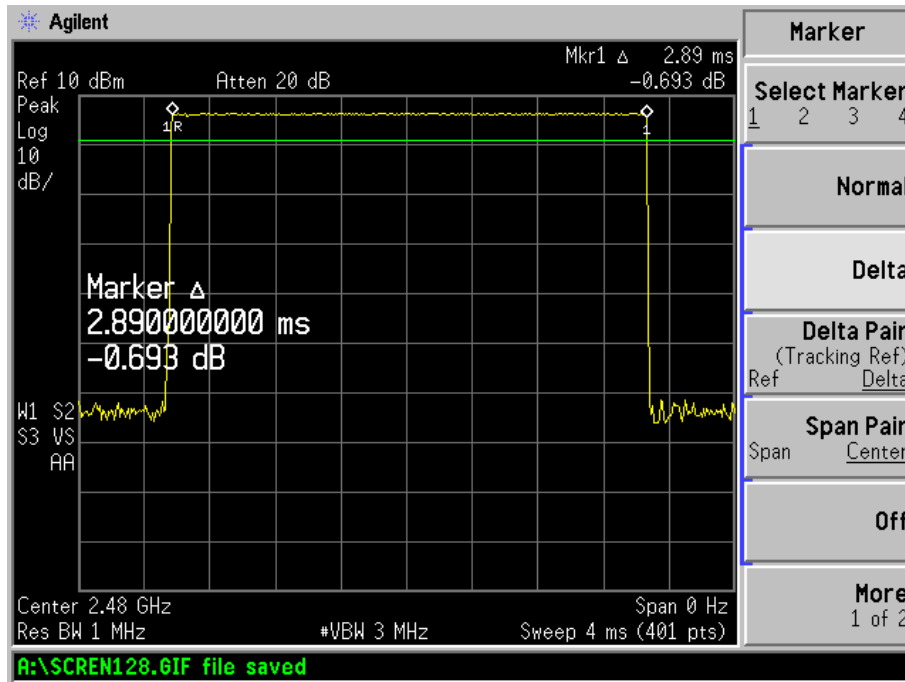 Agilent
Marker
Mkr1 Δ 2.89 ms
Ref 10 dBm Atten 20 dB -0.693 dB
Peak
Log
10
dB/
1R 1
Select Marker
1 2 3 4
Normal
Marker Δ
2.890000000 ms
-0.693 dB
Delta
Delta Pair
(Tracking Ref)
Ref Delta
W1 S2
S3 VS
AA
Span Pair
Span Center
Off
Center 2.48 GHz Span 0 Hz
Res BW 1 MHz #VBW 3 MHz Sweep 4 ms (401 pts)
More
1 of 2
A:\SCREN128.GIF file saved